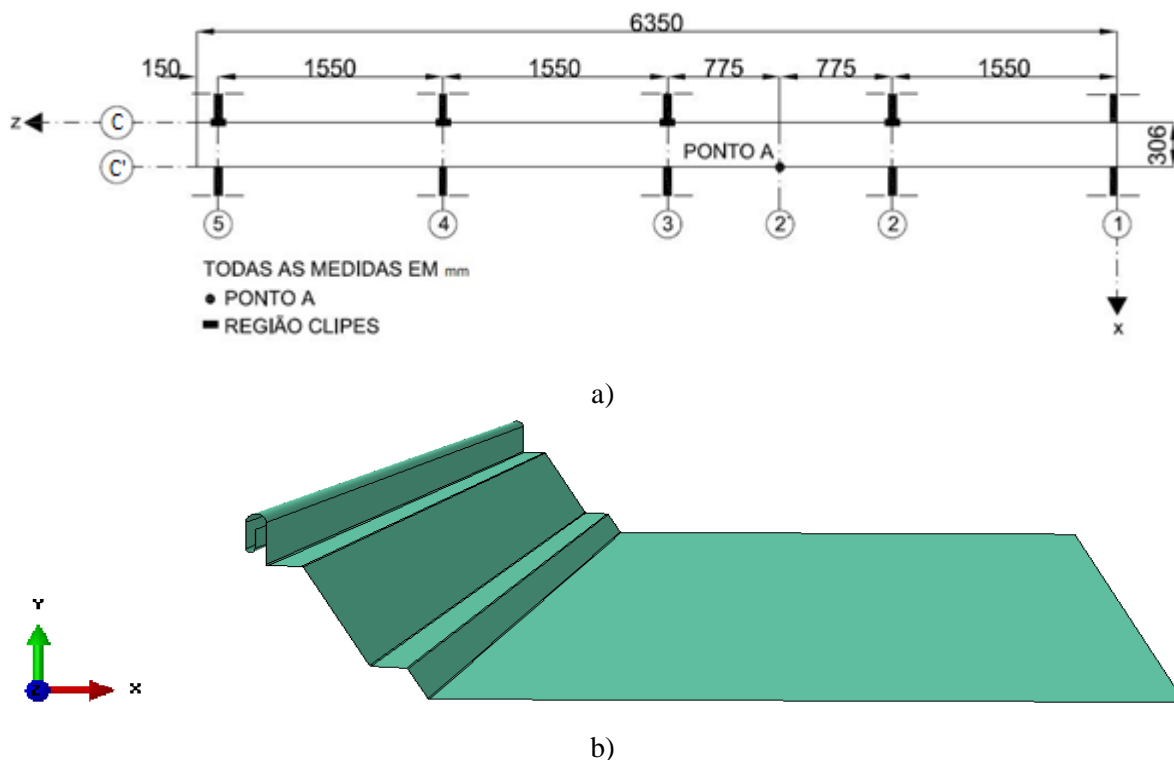 6350
150 1550 1550 775 775 1550
z C
PONTO A 306
C'
5 4 3 2' 2 1
TODAS AS MEDIDAS EM mm
PONTO A
REGIÃO CLIPES
x
a)
Y
Z X
b)